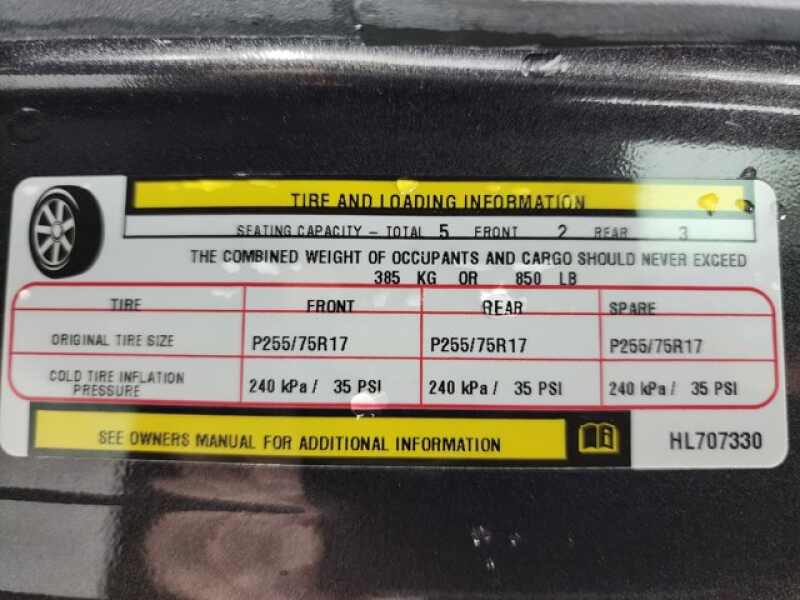 TIRE AND LOADING INFORMATION
SEATING CAPACITY – TOTAL 5 FRONT 2 REAR 3
THE COMBINED WEIGHT OF OCCUPANTS AND CARGO SHOULD NEVER EXCEED
385 KG OR 850 LB
TIRE FRONT REAR SPARE
ORIGINAL TIRE SIZE P255/75R17 P255/75R17 P255/75R17
COLD TIRE INFLATION
PRESSURE 240 kPa / 35 PSI 240 kPa / 35 PSI 240 kPa / 35 PSI
SEE OWNERS MANUAL FOR ADDITIONAL INFORMATION HL707330